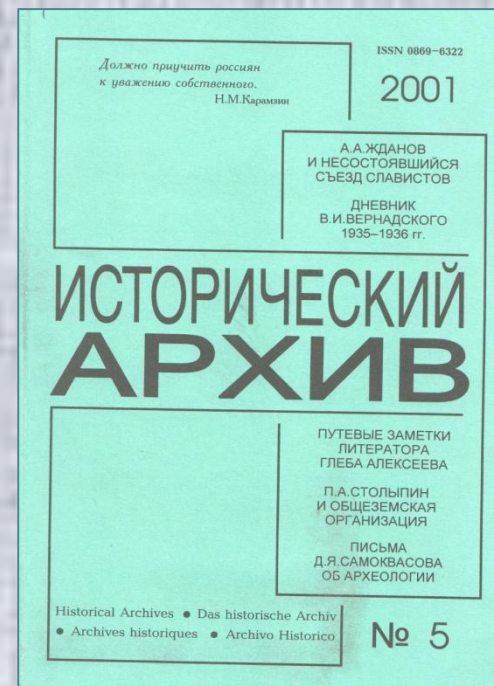 Должно приучить россиян
к уважению собственного.
Н.М.Карамзин
ISSN 0869-6322
2001
А.А.ЖДАНОВ
И НЕСОСТОЯВШИЙСЯ
СЪЕЗД СЛАВИСТОВ
ДНЕВНИК
В.И.ВЕРНАДСКОГО
1935–1936 гг.
ИСТОРИЧЕСКИЙ
АРХИВ
ПУТЕВЫЕ ЗАМЕТКИ
ЛИТЕРАТОРА
ГЛЕБА АЛЕКСЕЕВА
П.А.СТОЛЫПИН
И ОБЩЕЗЕМСКАЯ
ОРГАНИЗАЦИЯ
ПИСЬМА
Д.Я.САМОКВАСОВА
ОБ АРХЕОЛОГИИ
Historical Archives ● Das historische Archiv
● Archives historiques ● Archivo Historico
№ 5